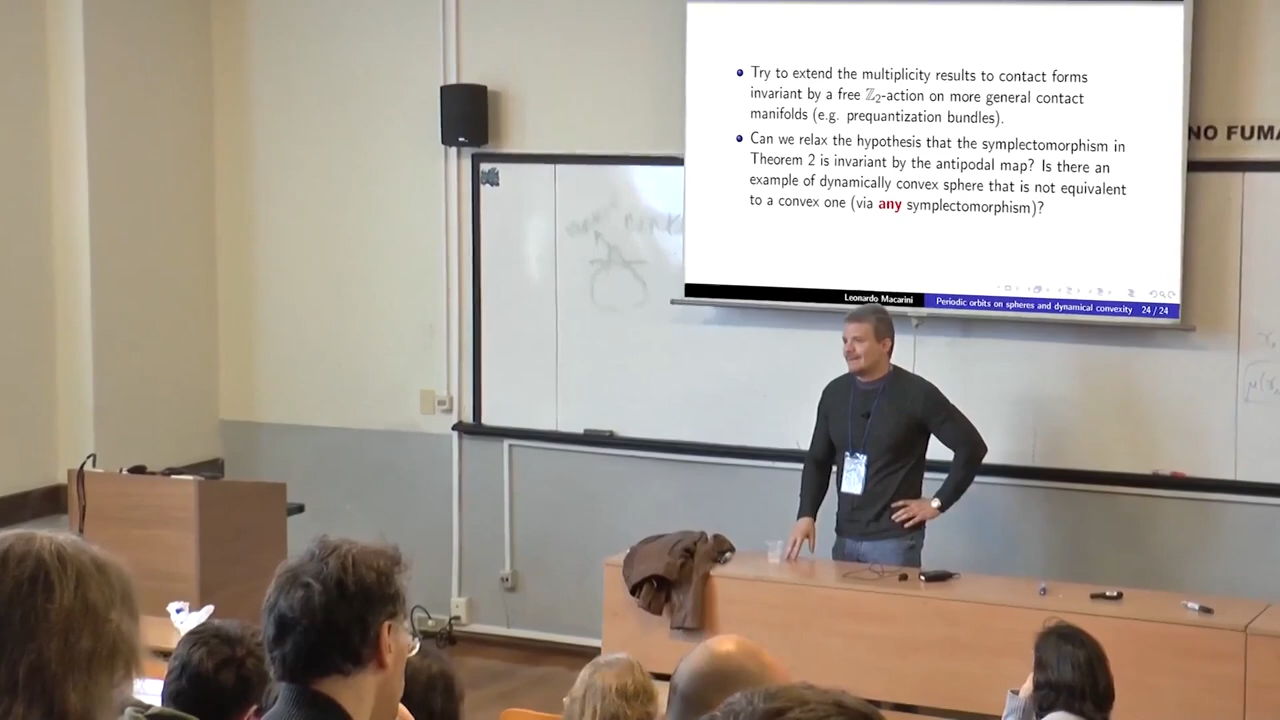 • Try to extend the multiplicity results to contact forms
invariant by a free ℤ₂-action on more general contact
manifolds (e.g. prequantization bundles).
• Can we relax the hypothesis that the symplectomorphism in
Theorem 2 is invariant by the antipodal map? Is there an
example of dynamically convex sphere that is not equivalent
to a convex one (via any symplectomorphism)?
Leonardo Macarini
Periodic orbits on spheres and dynamical convexity 24 / 24
NO FUMA